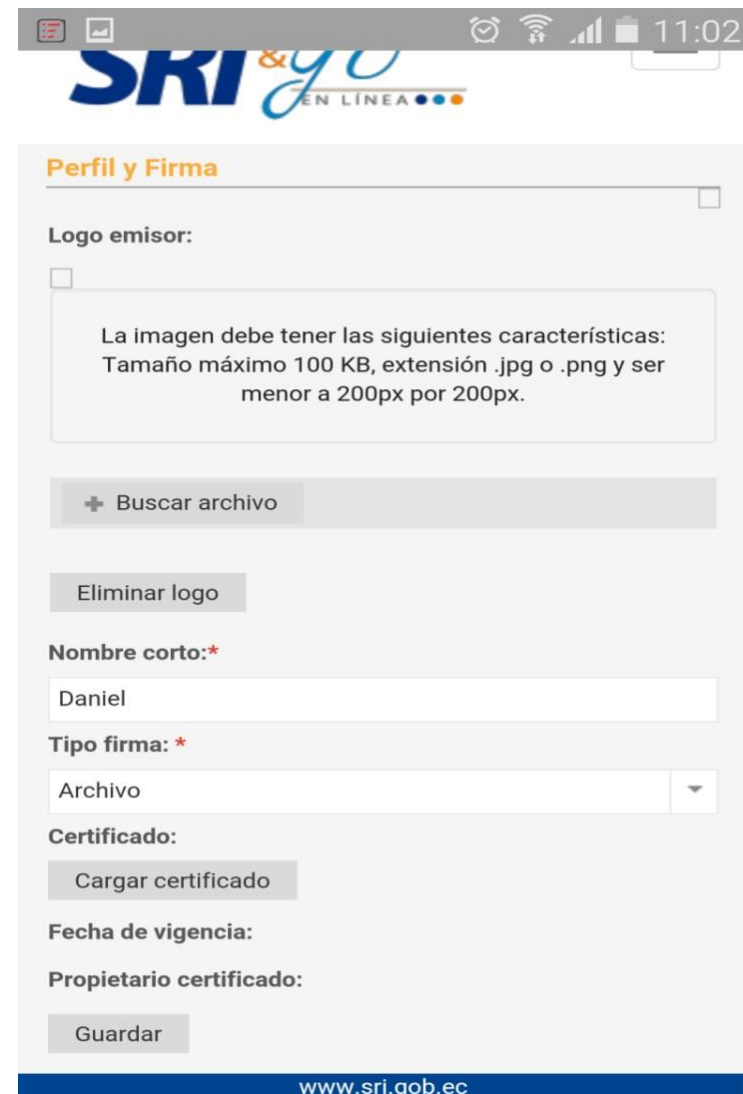 11:02
SRI &yo
EN LÍNEA
Perfil y Firma
Logo emisor:
La imagen debe tener las siguientes características:
Tamaño máximo 100 KB, extensión .jpg o .png y ser
menor a 200px por 200px.
Buscar archivo
Eliminar logo
Nombre corto:*
Daniel
Tipo firma: *
Archivo
Certificado:
Cargar certificado
Fecha de vigencia:
Propietario certificado:
Guardar
www.sri.gob.ec